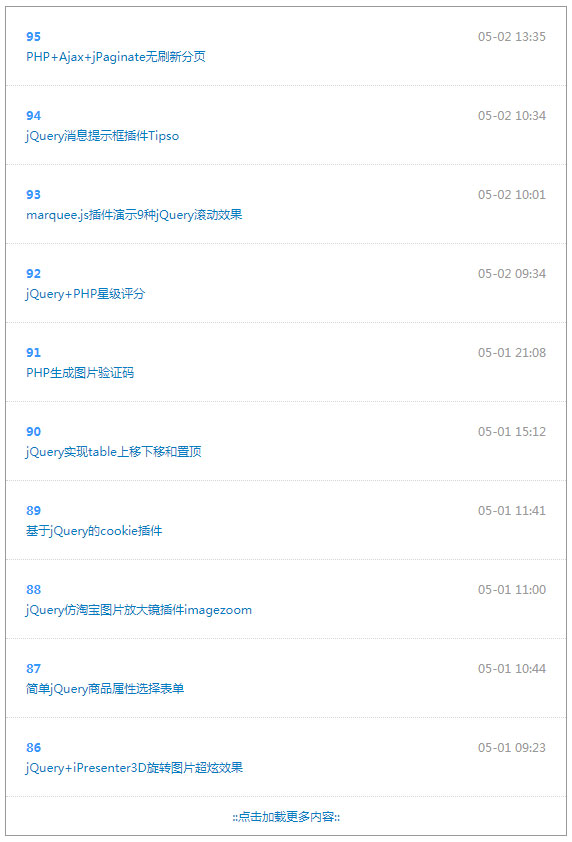 95 05-02 13:35
PHP+Ajax+jPaginate无刷新分页
94 05-02 10:34
jQuery消息提示框插件Tipso
93 05-02 10:01
marquee.js插件演示9种jQuery滚动效果
92 05-02 09:34
jQuery+PHP星级评分
91 05-01 21:08
PHP生成图片验证码
90 05-01 15:12
jQuery实现table上移下移和置顶
89 05-01 11:41
基于jQuery的cookie插件
88 05-01 11:00
jQuery仿淘宝图片放大镜插件imagezoom
87 05-01 10:44
简单jQuery商品属性选择表单
86 05-01 09:23
jQuery+iPresenter3D旋转图片超炫效果
::点击加载更多内容::